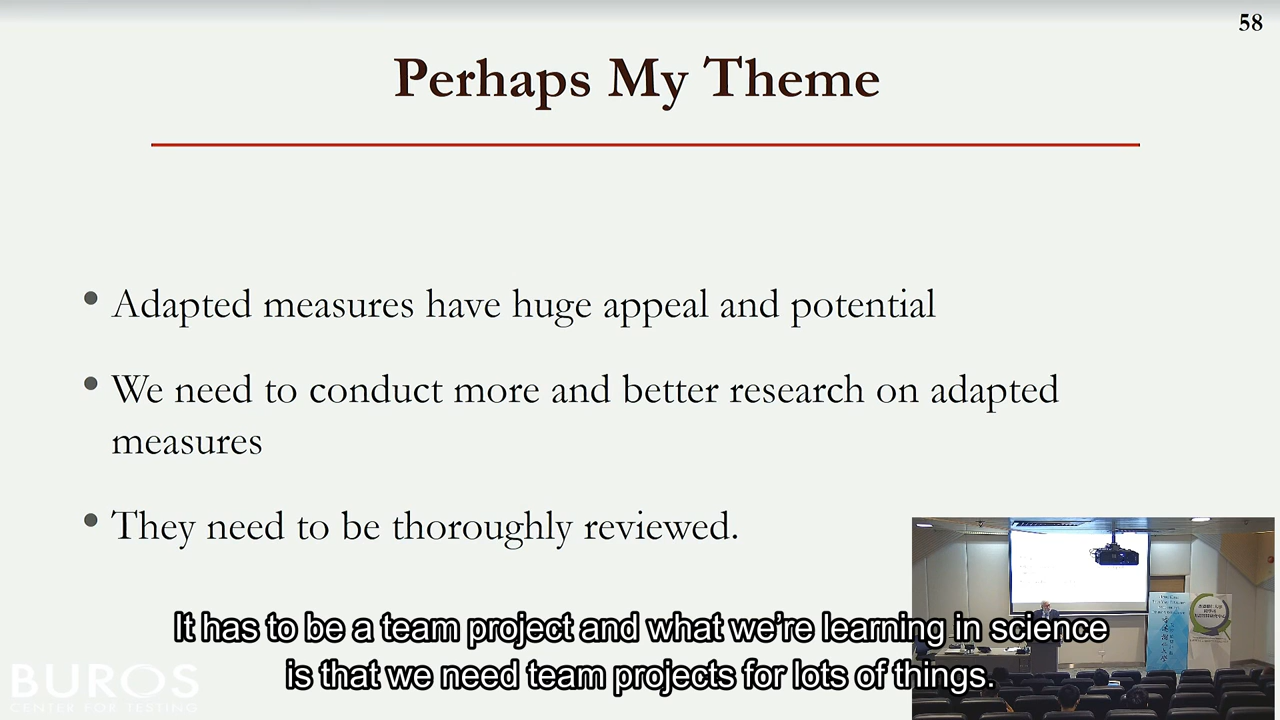 58
Perhaps My Theme
• Adapted measures have huge appeal and potential
• We need to conduct more and better research on adapted
measures
• They need to be thoroughly reviewed.
It has to be a team project and what we're learning in science
is that we need team projects for lots of things.
BUROS
CENTER FOR TESTING